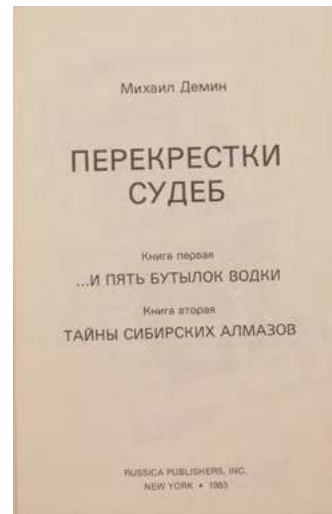 Михаил Демин
ПЕРЕКРЕСТКИ
СУДЕБ
Книга первая
...И ПЯТЬ БУТЫЛОК ВОДКИ
Книга вторая
ТАЙНЫ СИБИРСКИХ АЛМАЗОВ
RUSSICA PUBLISHERS, INC.
NEW YORK • 1983